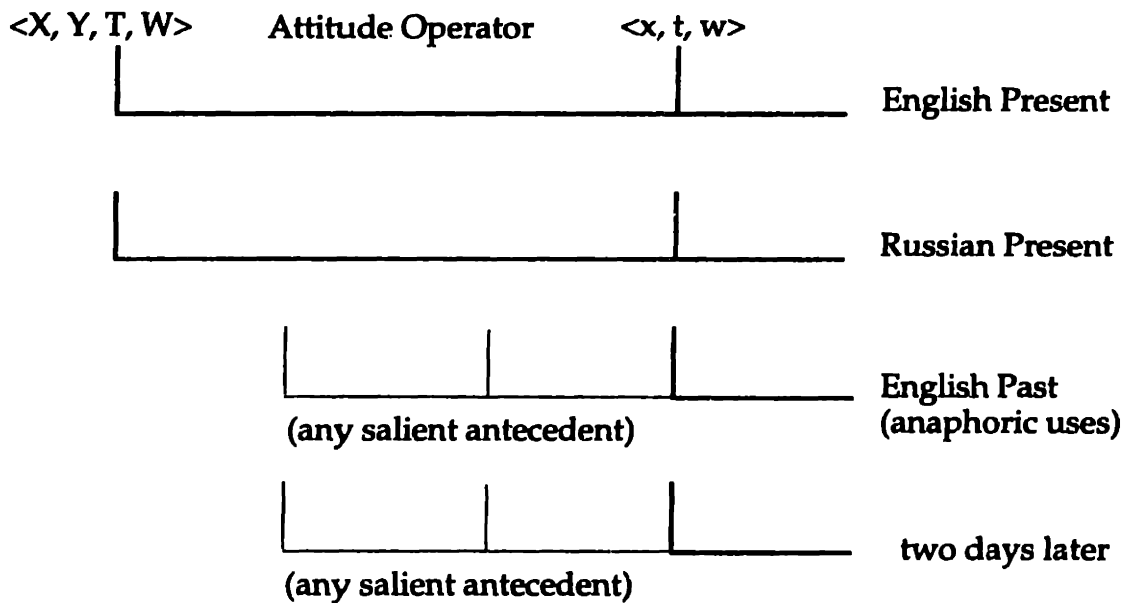 <X, Y, T, W> Attitude Operator <x, t, w>
English Present
Russian Present
English Past
(anaphoric uses)
(any salient antecedent)
two days later
(any salient antecedent)